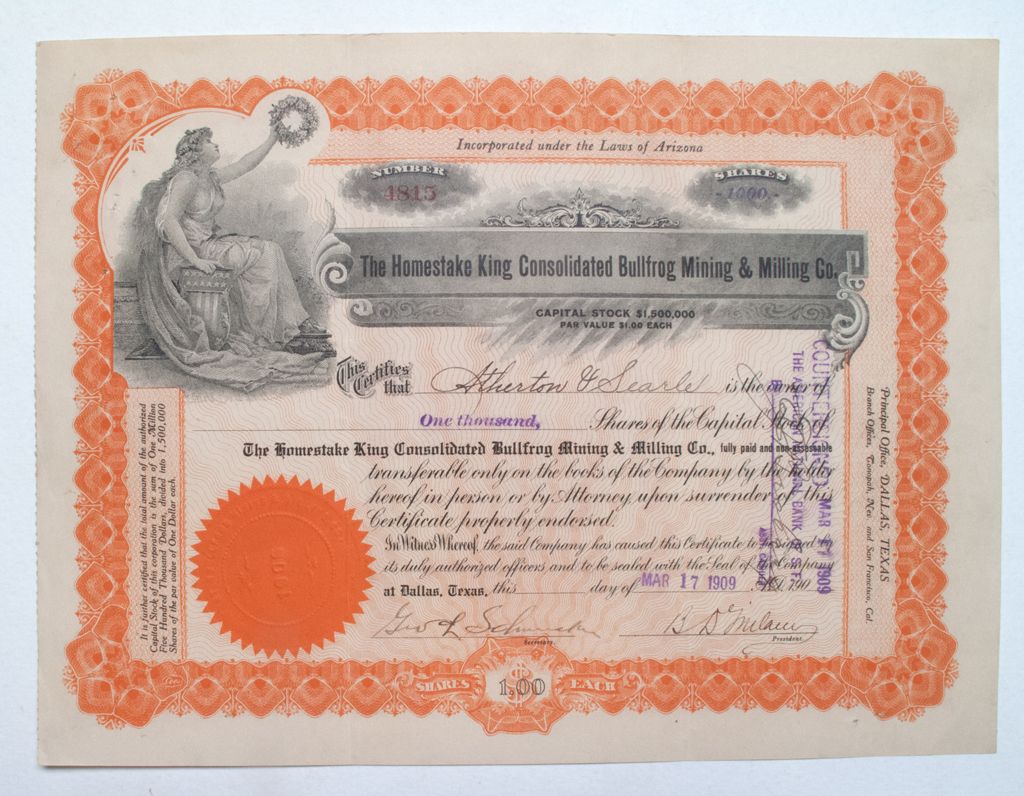 Incorporated under the Laws of Arizona
NUMBER
4815
SHARES
-1000-
The Homestake King Consolidated Bullfrog Mining & Milling Co.
CAPITAL STOCK $1,500,000
PAR VALUE $1.00 EACH
This Certifies that Atherton & Searle is the owner of
One thousand, Shares of the Capital Stock of
The Homestake King Consolidated Bullfrog Mining & Milling Co., fully paid and non-assessable
transferable only on the books of the Company by the holder
hereof in person or by Attorney, upon surrender of this
Certificate properly endorsed.
In Witness Whereof, the said Company has caused this Certificate to be signed by
its duly authorized officers and to be sealed with the Seal of the Company
at Dallas, Texas, this day of MAR 17 1909 A.D. 190
Secretary.
President.
SHARES $1.00 EACH
It is further certified that the total amount of the authorized
Capital Stock of this corporation is the sum of One Million
Five Hundred Thousand Dollars, divided into 1,500,000
Shares of the par value of One Dollar each.
Principal Office, DALLAS, TEXAS
Branch Offices, Tonopah, Nev. and San Francisco, Cal.
COUNTERSIGNED MAR 17 1909